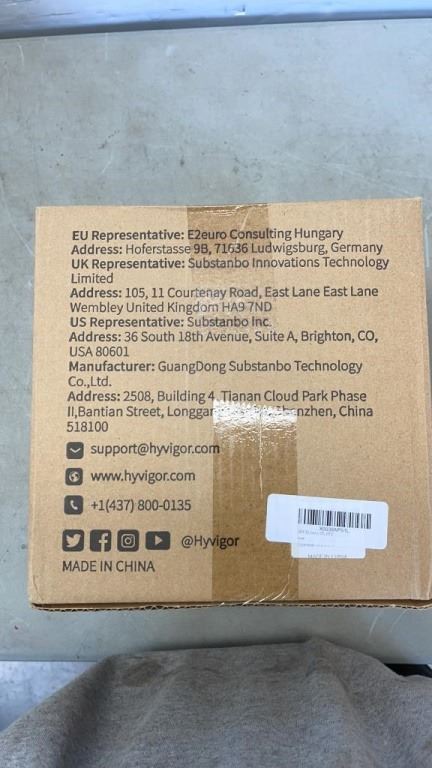 EU Representative: E2euro Consulting Hungary
Address: Hoferstasse 9B, 71636 Ludwigsburg, Germany
UK Representative: Substanbo Innovations Technology
Limited
Address: 105, 11 Courtenay Road, East Lane East Lane
Wembley United Kingdom HA9 7ND
US Representative: Substanbo Inc.
Address: 36 South 18th Avenue, Suite A, Brighton, CO,
USA 80601
Manufacturer: GuangDong Substanbo Technology
Co.,Ltd.
Address: 2508, Building 4, Tianan Cloud Park Phase
II,Bantian Street, China
518100
support@hyvigor.com
www.hyvigor.com
+1(437) 800-0135
@Hyvigor
MADE IN CHINA